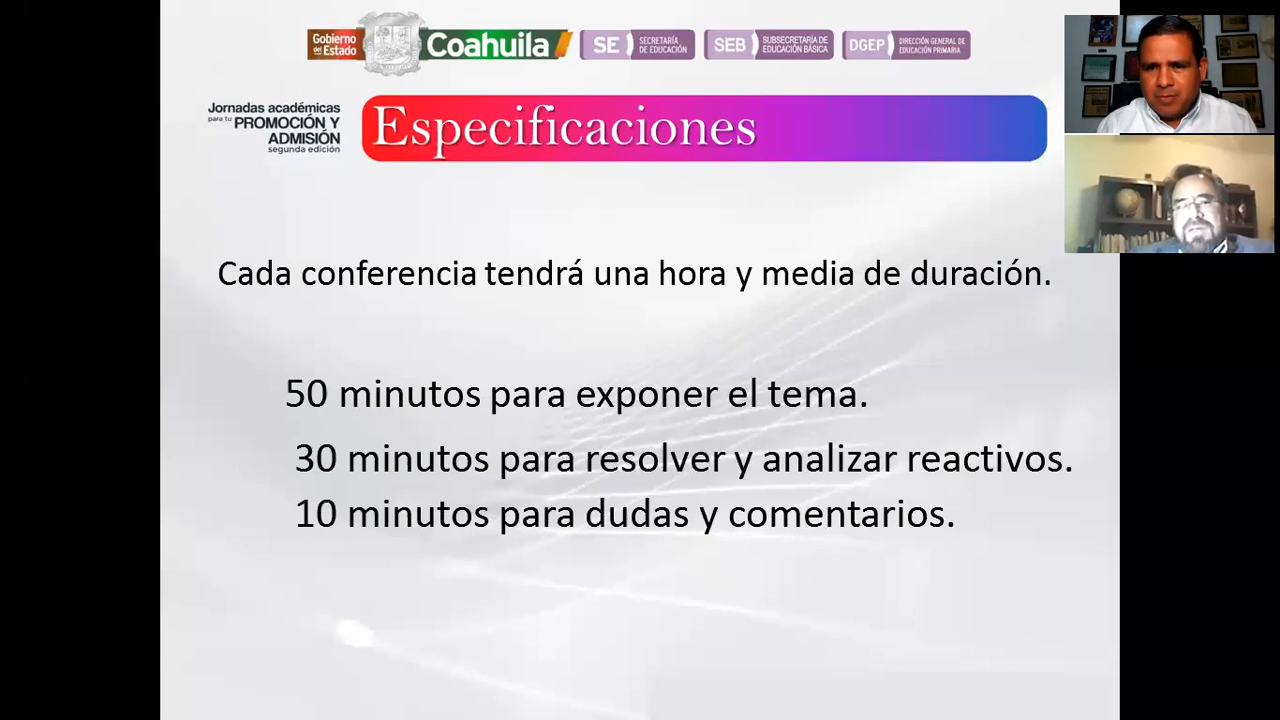 Gobierno
del Estado
Coahuila
SE
SECRETARÍA
DE EDUCACIÓN
SEB
SUBSECRETARÍA DE
EDUCACIÓN BÁSICA
DGEP
DIRECCIÓN GENERAL DE
EDUCACIÓN PRIMARIA
Jornadas académicas
para tu PROMOCIÓN Y
ADMISIÓN
segunda edición
Especificaciones
Cada conferencia tendrá una hora y media de duración.
50 minutos para exponer el tema.
30 minutos para resolver y analizar reactivos.
10 minutos para dudas y comentarios.